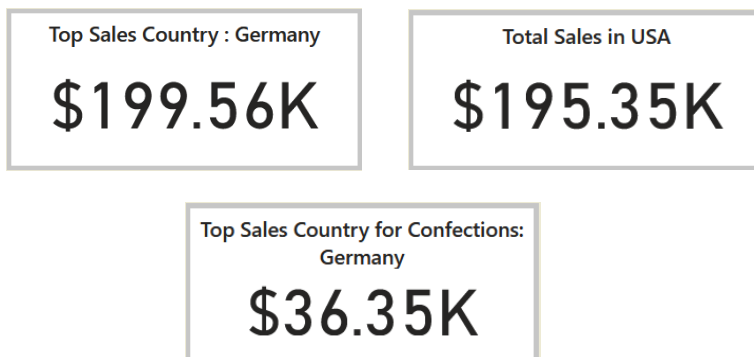 Top Sales Country : Germany
$199.56K
Total Sales in USA
$195.35K
Top Sales Country for Confections:
Germany
$36.35K